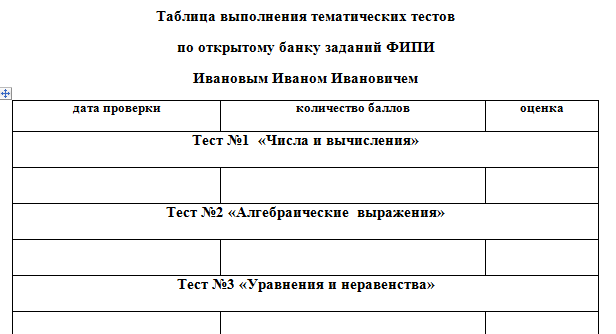 Таблица выполнения тематических тестов
по открытому банку заданий ФИПИ
Ивановым Иваном Ивановичем
дата проверки количество баллов оценка
Тест №1 «Числа и вычисления»
Тест №2 «Алгебраические выражения»
Тест №3 «Уравнения и неравенства»